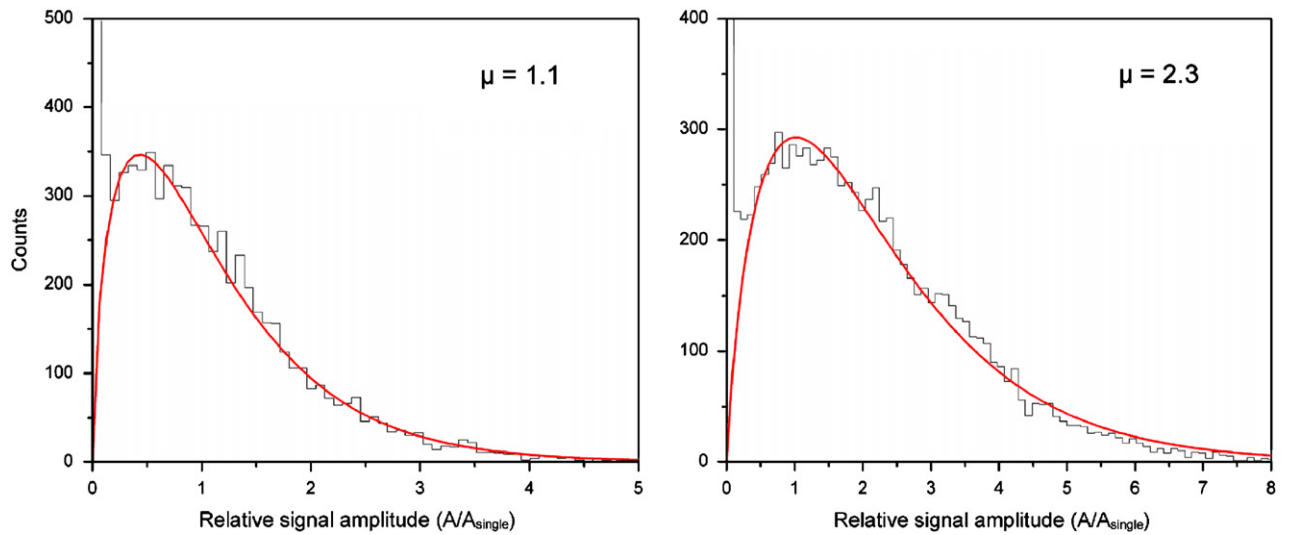 500
400
300
200
100
0
Counts
μ = 1.1
0 1 2 3 4 5
Relative signal amplitude (A/Asingle)
400
300
200
100
0
μ = 2.3
0 1 2 3 4 5 6 7 8
Relative signal amplitude (A/Asingle)